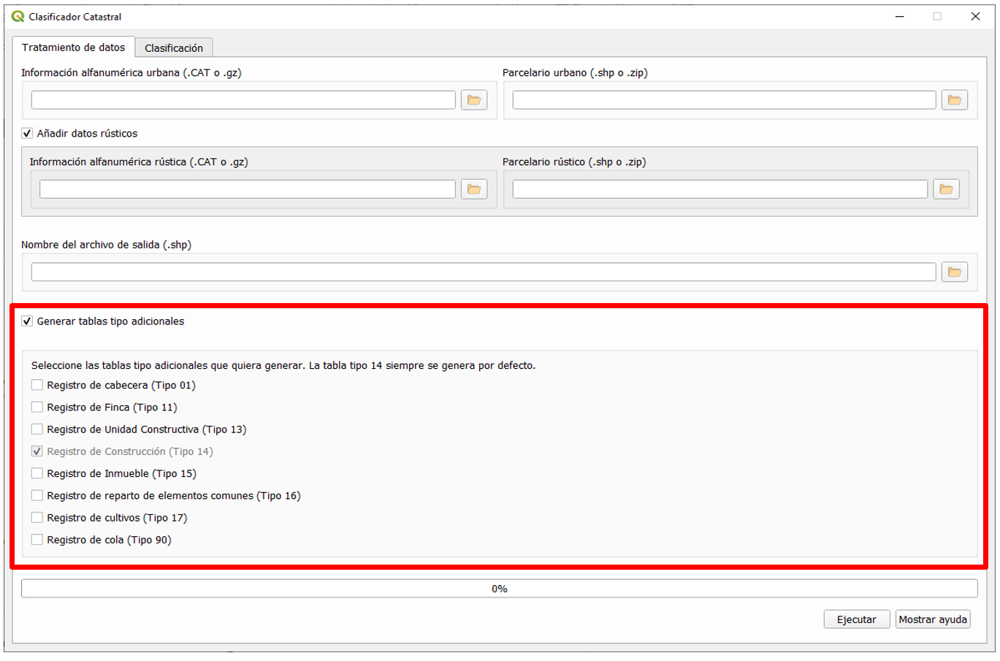 Clasificador Catastral
Tratamiento de datos
Clasificación
Información alfanumérica urbana (.CAT o .gz)
Parcelario urbano (.shp o .zip)
Añadir datos rústicos
Información alfanumérica rústica (.CAT o .gz)
Parcelario rústico (.shp o .zip)
Nombre del archivo de salida (.shp)
Generar tablas tipo adicionales
Seleccione las tablas tipo adicionales que quiera generar. La tabla tipo 14 siempre se genera por defecto.
Registro de cabecera (Tipo 01)
Registro de Finca (Tipo 11)
Registro de Unidad Constructiva (Tipo 13)
Registro de Construcción (Tipo 14)
Registro de Inmueble (Tipo 15)
Registro de reparto de elementos comunes (Tipo 16)
Registro de cultivos (Tipo 17)
Registro de cola (Tipo 90)
0%
Ejecutar
Mostrar ayuda